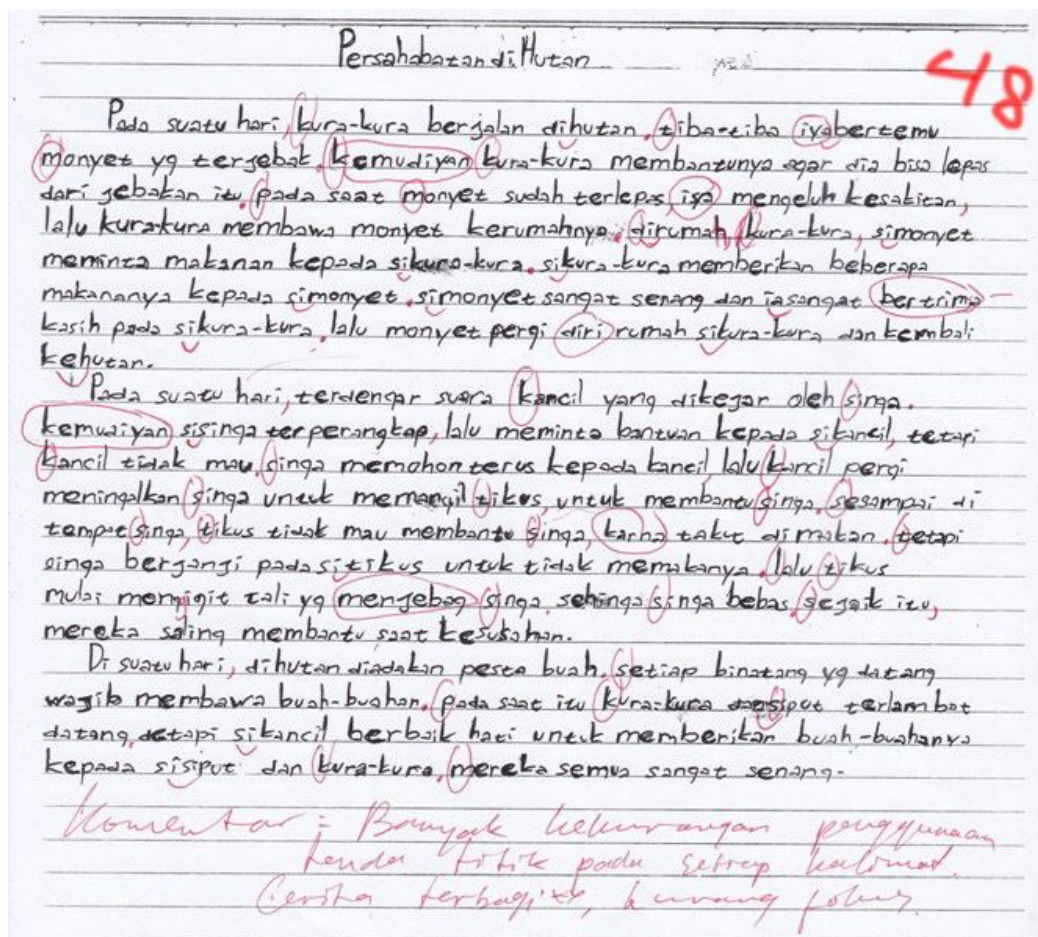 Persahabatan di Hutan
48
Pada suatu hari, kura-kura berjalan dihutan. tiba-tiba iyabertemu
monyet yg terjebak. kemudiyan kura-kura membantunya agar dia bisa lepas
dari jebakan itu. pada saat monyet sudah terlepas, iya mengeluh kesakitan,
lalu kura-kura membawa monyet kerumahnya. dirumah, kura-kura, simonyet
meminta makanan kepada sikura-kura. sikura-kura memberikan beberapa
makananya kepada simonyet. simonyet sangat senang dan iasangat bertrima
kasih pada sikura-kura. lalu monyet pergi diri rumah sikura-kura dan kembali
kehutan.
Pada suatu hari, terdengar suara kancil yang dikejar oleh singa.
kemudiyan sisinga terperangkap, lalu meminta bantuan kepada sikancil, tetapi
kancil tidak mau. singa memohon terus kepada kancil lalu kancil pergi
meningalkan singa untuk memangil tikus, untuk membantu singa. sesampai di
tempat singa, tikus tidak mau membantu singa, karna takut dimakan. tetapi
singa berjanji pada sitikus untuk tidak memakanya. lalu tikus
mulai mengigit tali yg menjebag singa. sehinga singa bebas. sejak itu,
mereka saling membantu saat kesusahan.
Di suatu hari, dihutan diadakan pesta buah. setiap binatang yg datang
wajib membawa buah-buahan. pada saat itu kura-kura siput terlambat
datang. tetapi sikancil berbaik hati untuk memberikan buah-buahanya
kepada sisiput dan kura-kura. mereka semua sangat senang.
Komentar : Banyak kekurangan penggunaan
tanda titik pada setiap kalimat.
Cerita terbagi, kurang fokus.